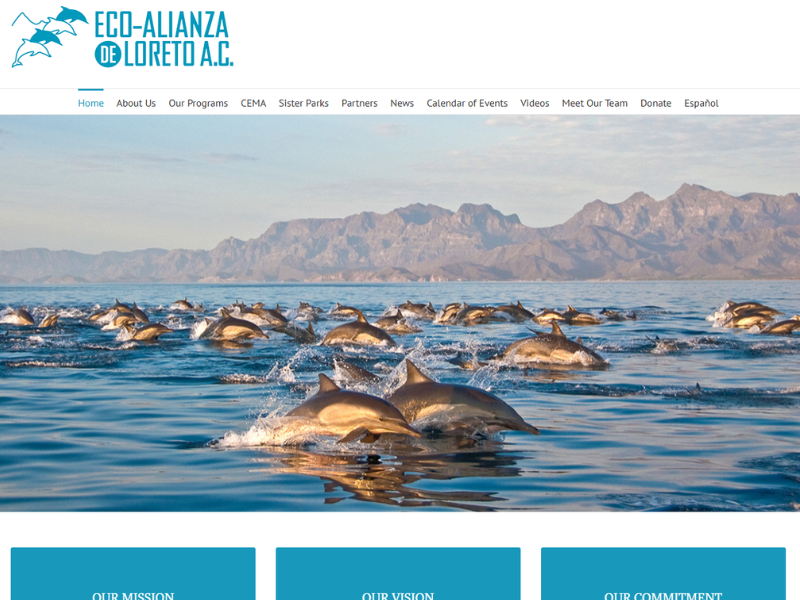 ECO-ALIANZA
DE LORETO A.C.
Home About Us Our Programs CEMA SIster Parks Partners News Calendar of Events Videos Meet Our Team Donate Español
OUR MISSION OUR VISION OUR COMMITMENT